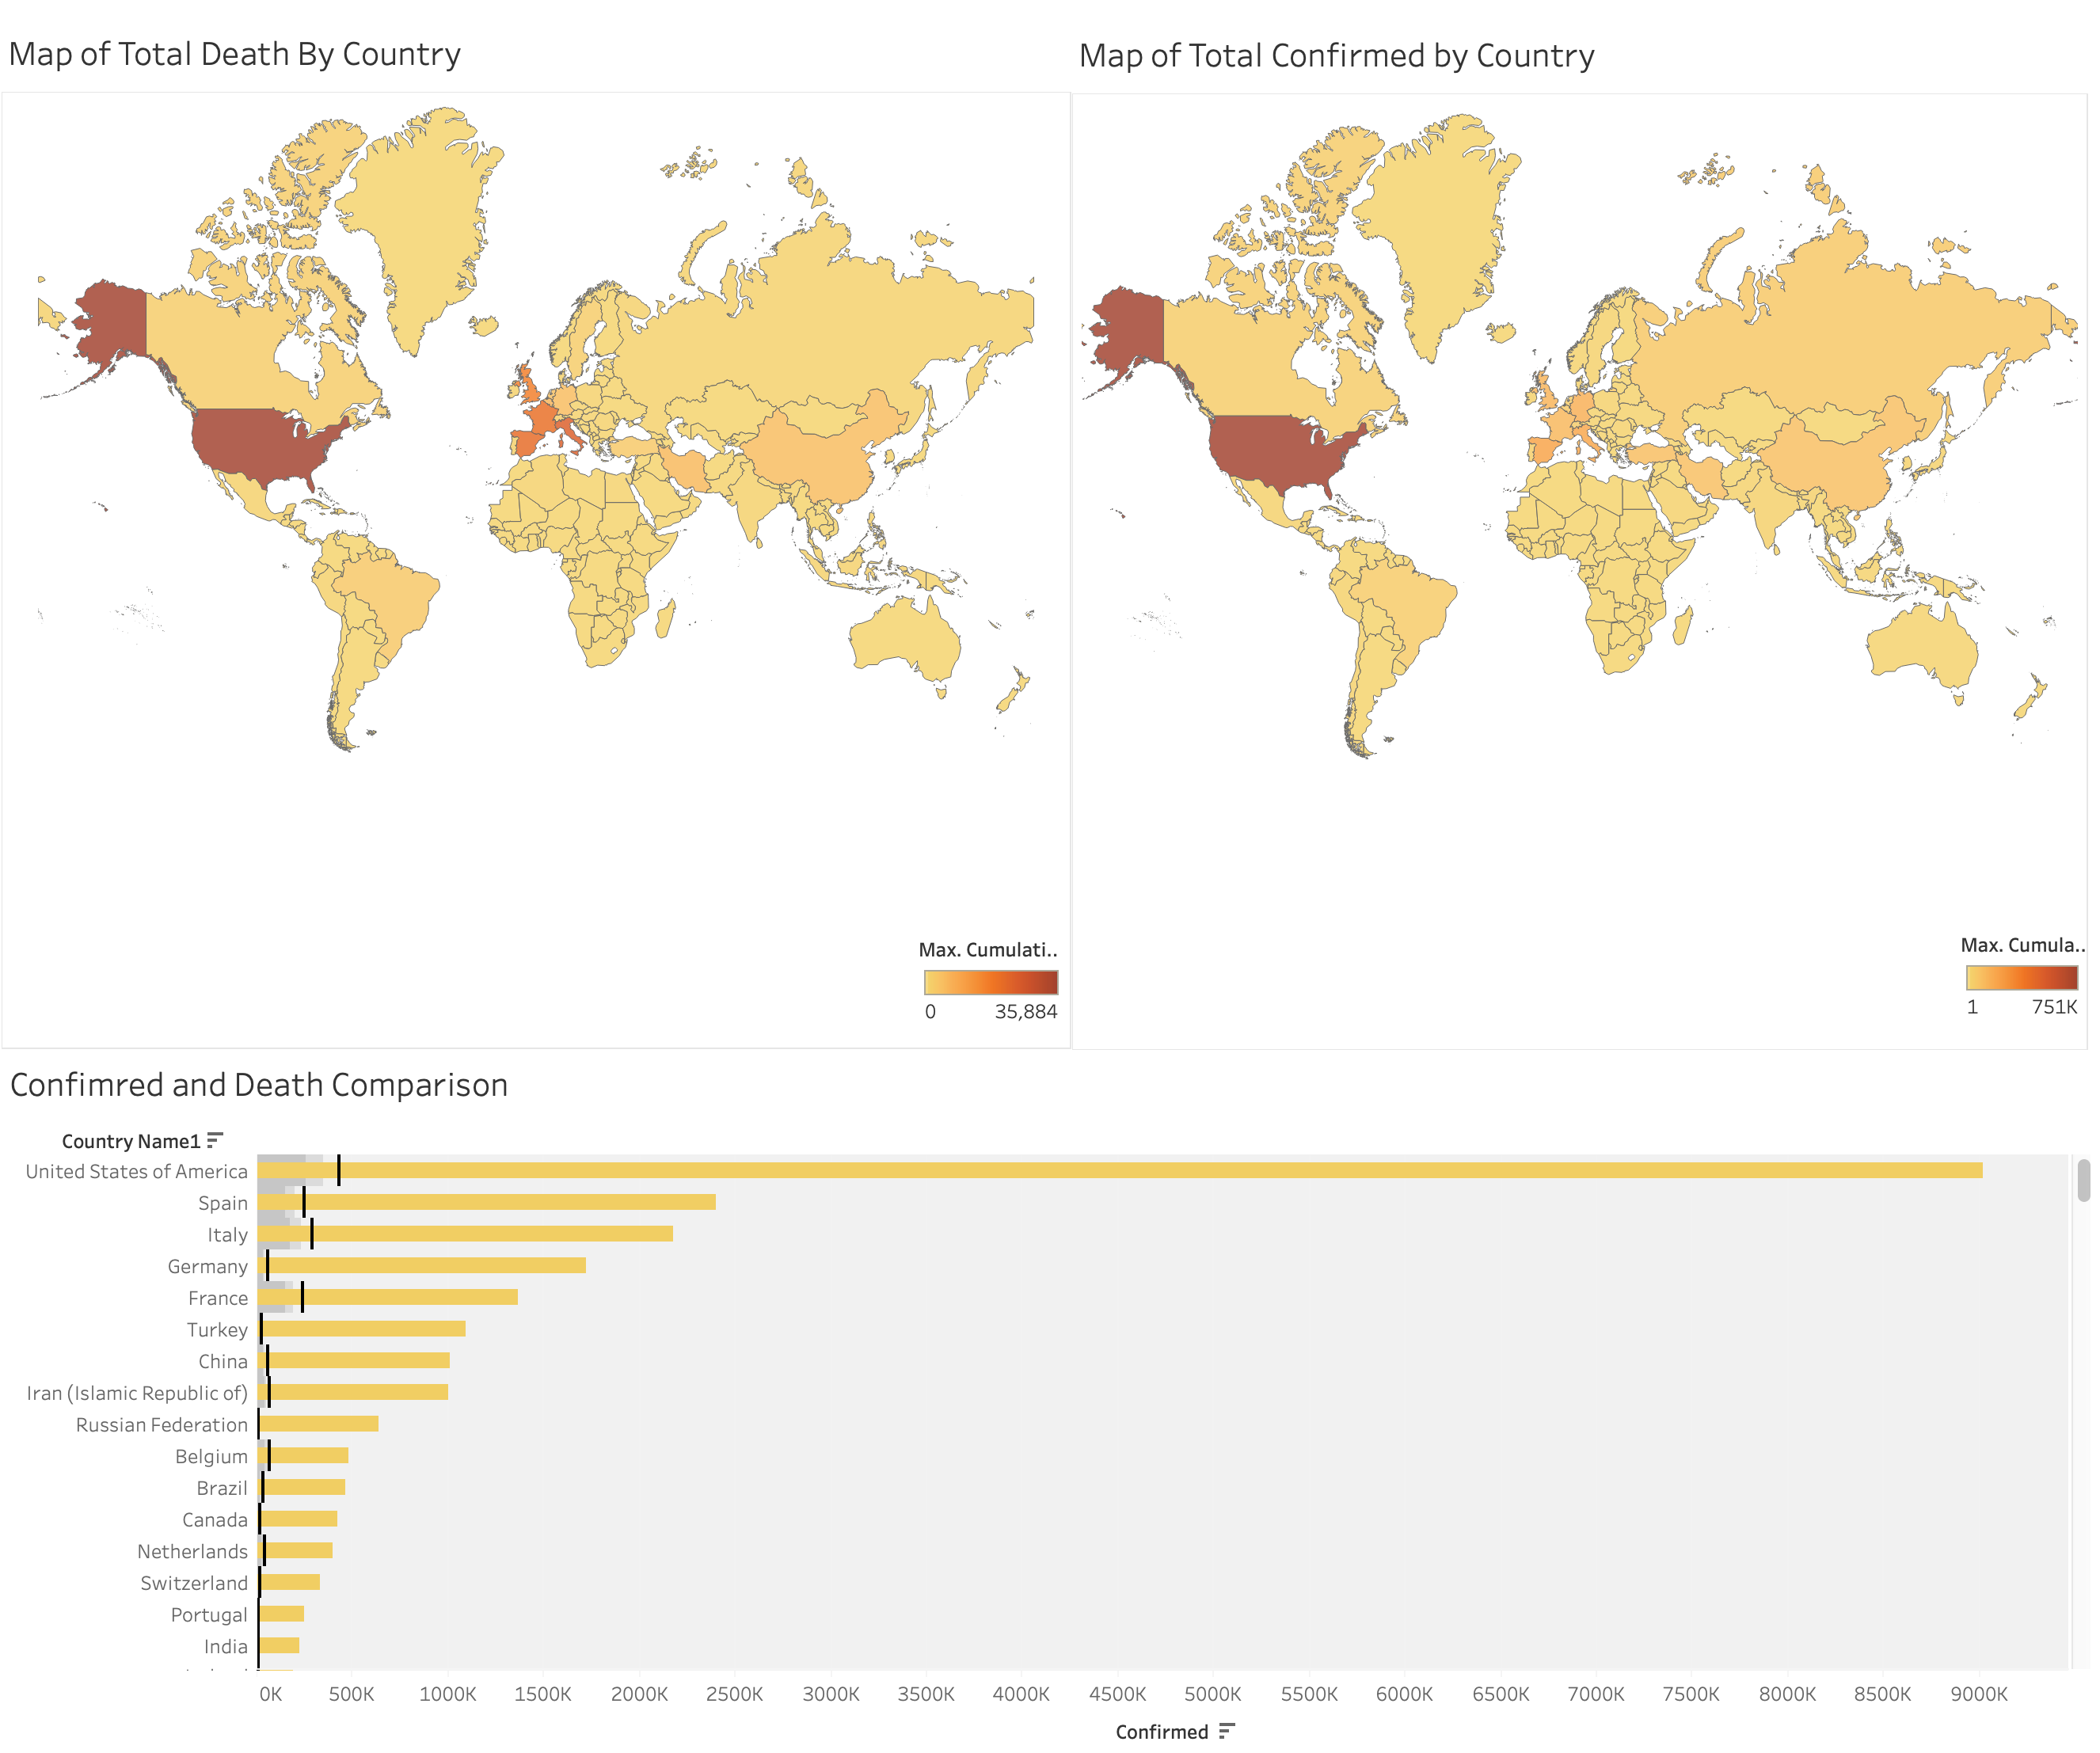 Map of Total Death By Country
Map of Total Confirmed by Country
Max. Cumulati..
0 35,884
Max. Cumula..
1 751K
Confimred and Death Comparison
Country Name1
United States of America
Spain
Italy
Germany
France
Turkey
China
Iran (Islamic Republic of)
Russian Federation
Belgium
Brazil
Canada
Netherlands
Switzerland
Portugal
India
0K 500K 1000K 1500K 2000K 2500K 3000K 3500K 4000K 4500K 5000K 5500K 6000K 6500K 7000K 7500K 8000K 8500K 9000K
Confirmed